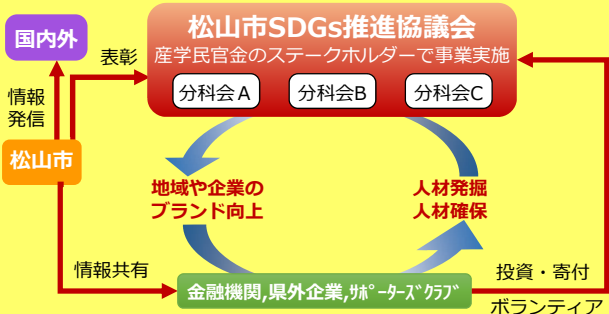 松山市SDGs推進協議会
産学民官金のステークホルダーで事業実施
分科会A
分科会B
分科会C
国内外
表彰
情報
発信
松山市
地域や企業の
ブランド向上
人材発掘
人材確保
情報共有
金融機関,県外企業,ｻﾎﾟｰﾀｰｽﾞｸﾗﾌﾞ
投資・寄付
ボランティア